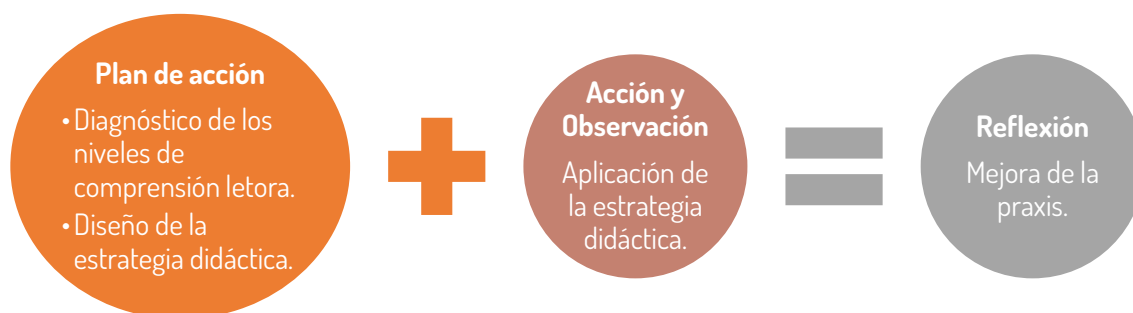 Plan de acción
• Diagnóstico de los
niveles de
comprensión letora.
• Diseño de la
estrategia didáctica.
Acción y
Observación
Aplicación de
la estrategia
didáctica.
Reflexión
Mejora de la
praxis.